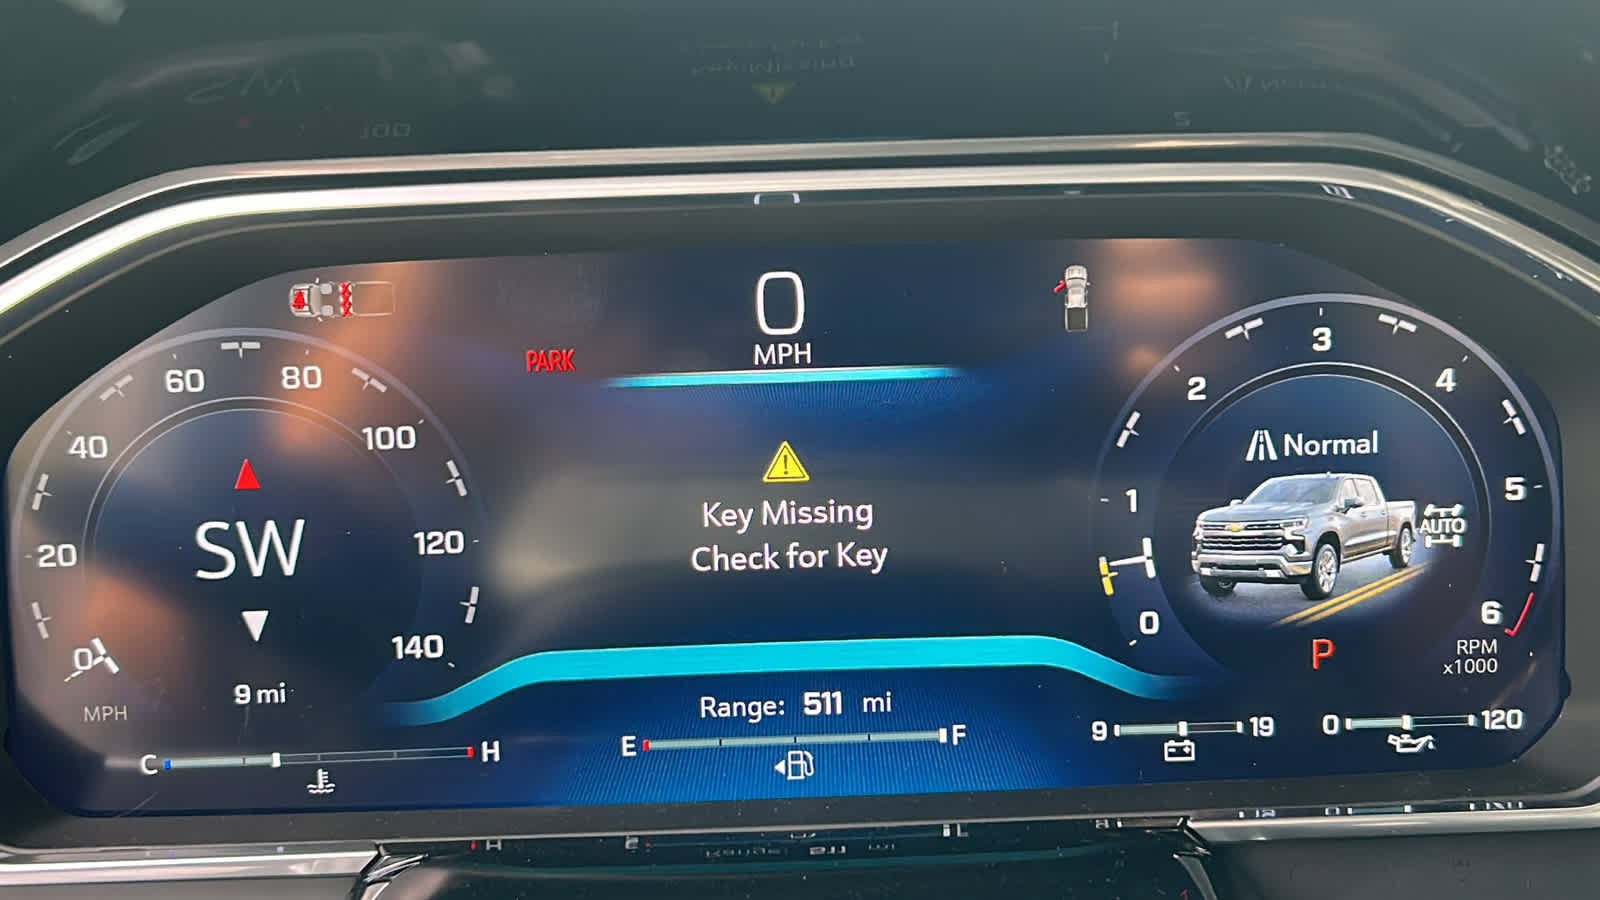 0
MPH
PARK
Key Missing
Check for Key
0
20
40
60
80
100
120
140
MPH
SW
9 mi
C H
Range: 511 mi
E F
0
1
2
3
4
5
6
RPM
x1000
Normal
AUTO
P
9 19
0 120